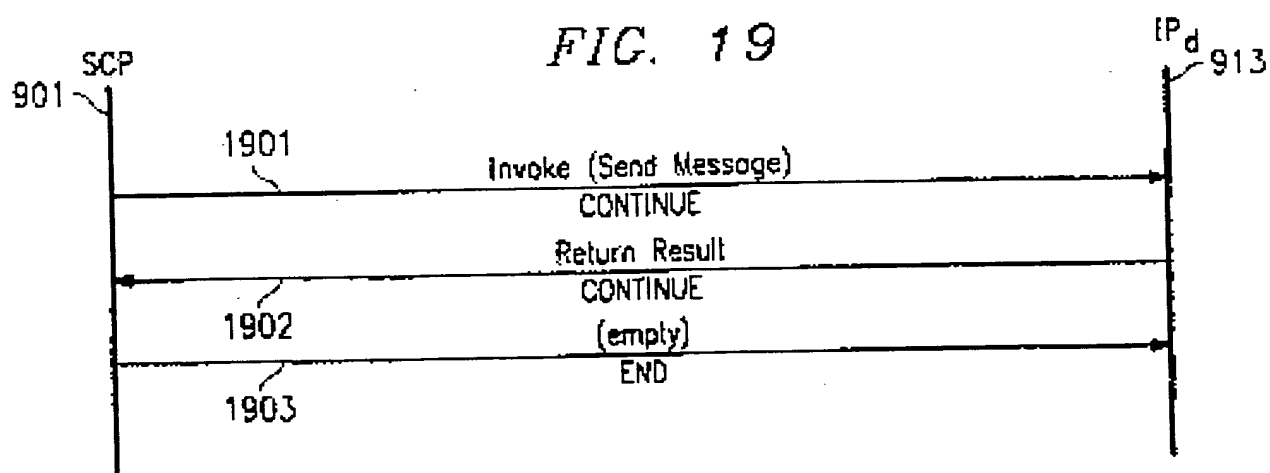 FIG. 19
SCP
IPd
901
913
1901
Invoke (Send Message)
CONTINUE
Return Result
CONTINUE
1902
(empty)
END
1903